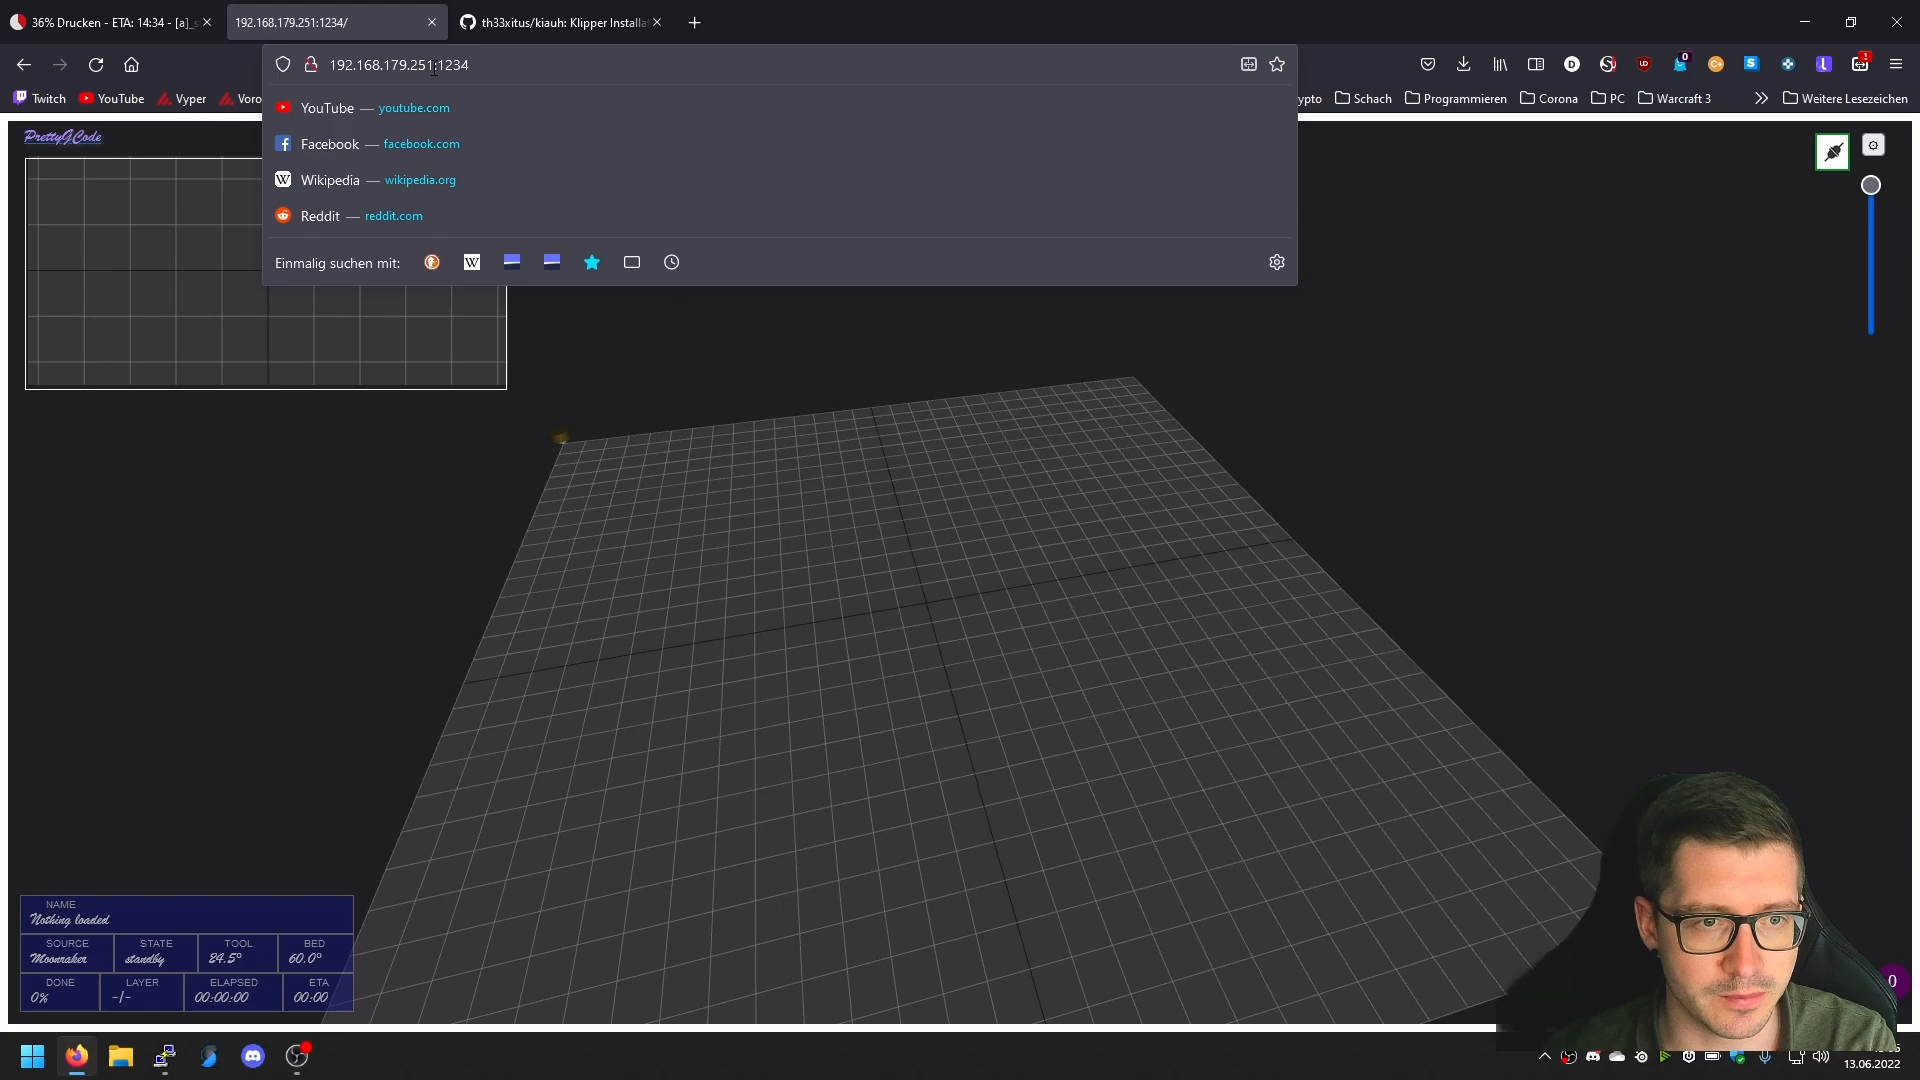 36% Drucken - ETA: 14:34 - [a]_s
192.168.179.251:1234/
th33xitus/kiauh: Klipper Installa
192.168.179.251:1234
Twitch
YouTube
Vyper
Voro
ypto
Schach
Programmieren
Corona
PC
Warcraft 3
Weitere Lesezeichen
YouTube — youtube.com
Facebook — facebook.com
Wikipedia — wikipedia.org
Reddit — reddit.com
Einmalig suchen mit:
PrettyGCode
NAME
Nothing loaded
SOURCE STATE TOOL BED
Moonraker standby 24.5° 60.0°
DONE LAYER ELAPSED ETA
0% -/- 00:00:00 00:00
0
13.06.2022